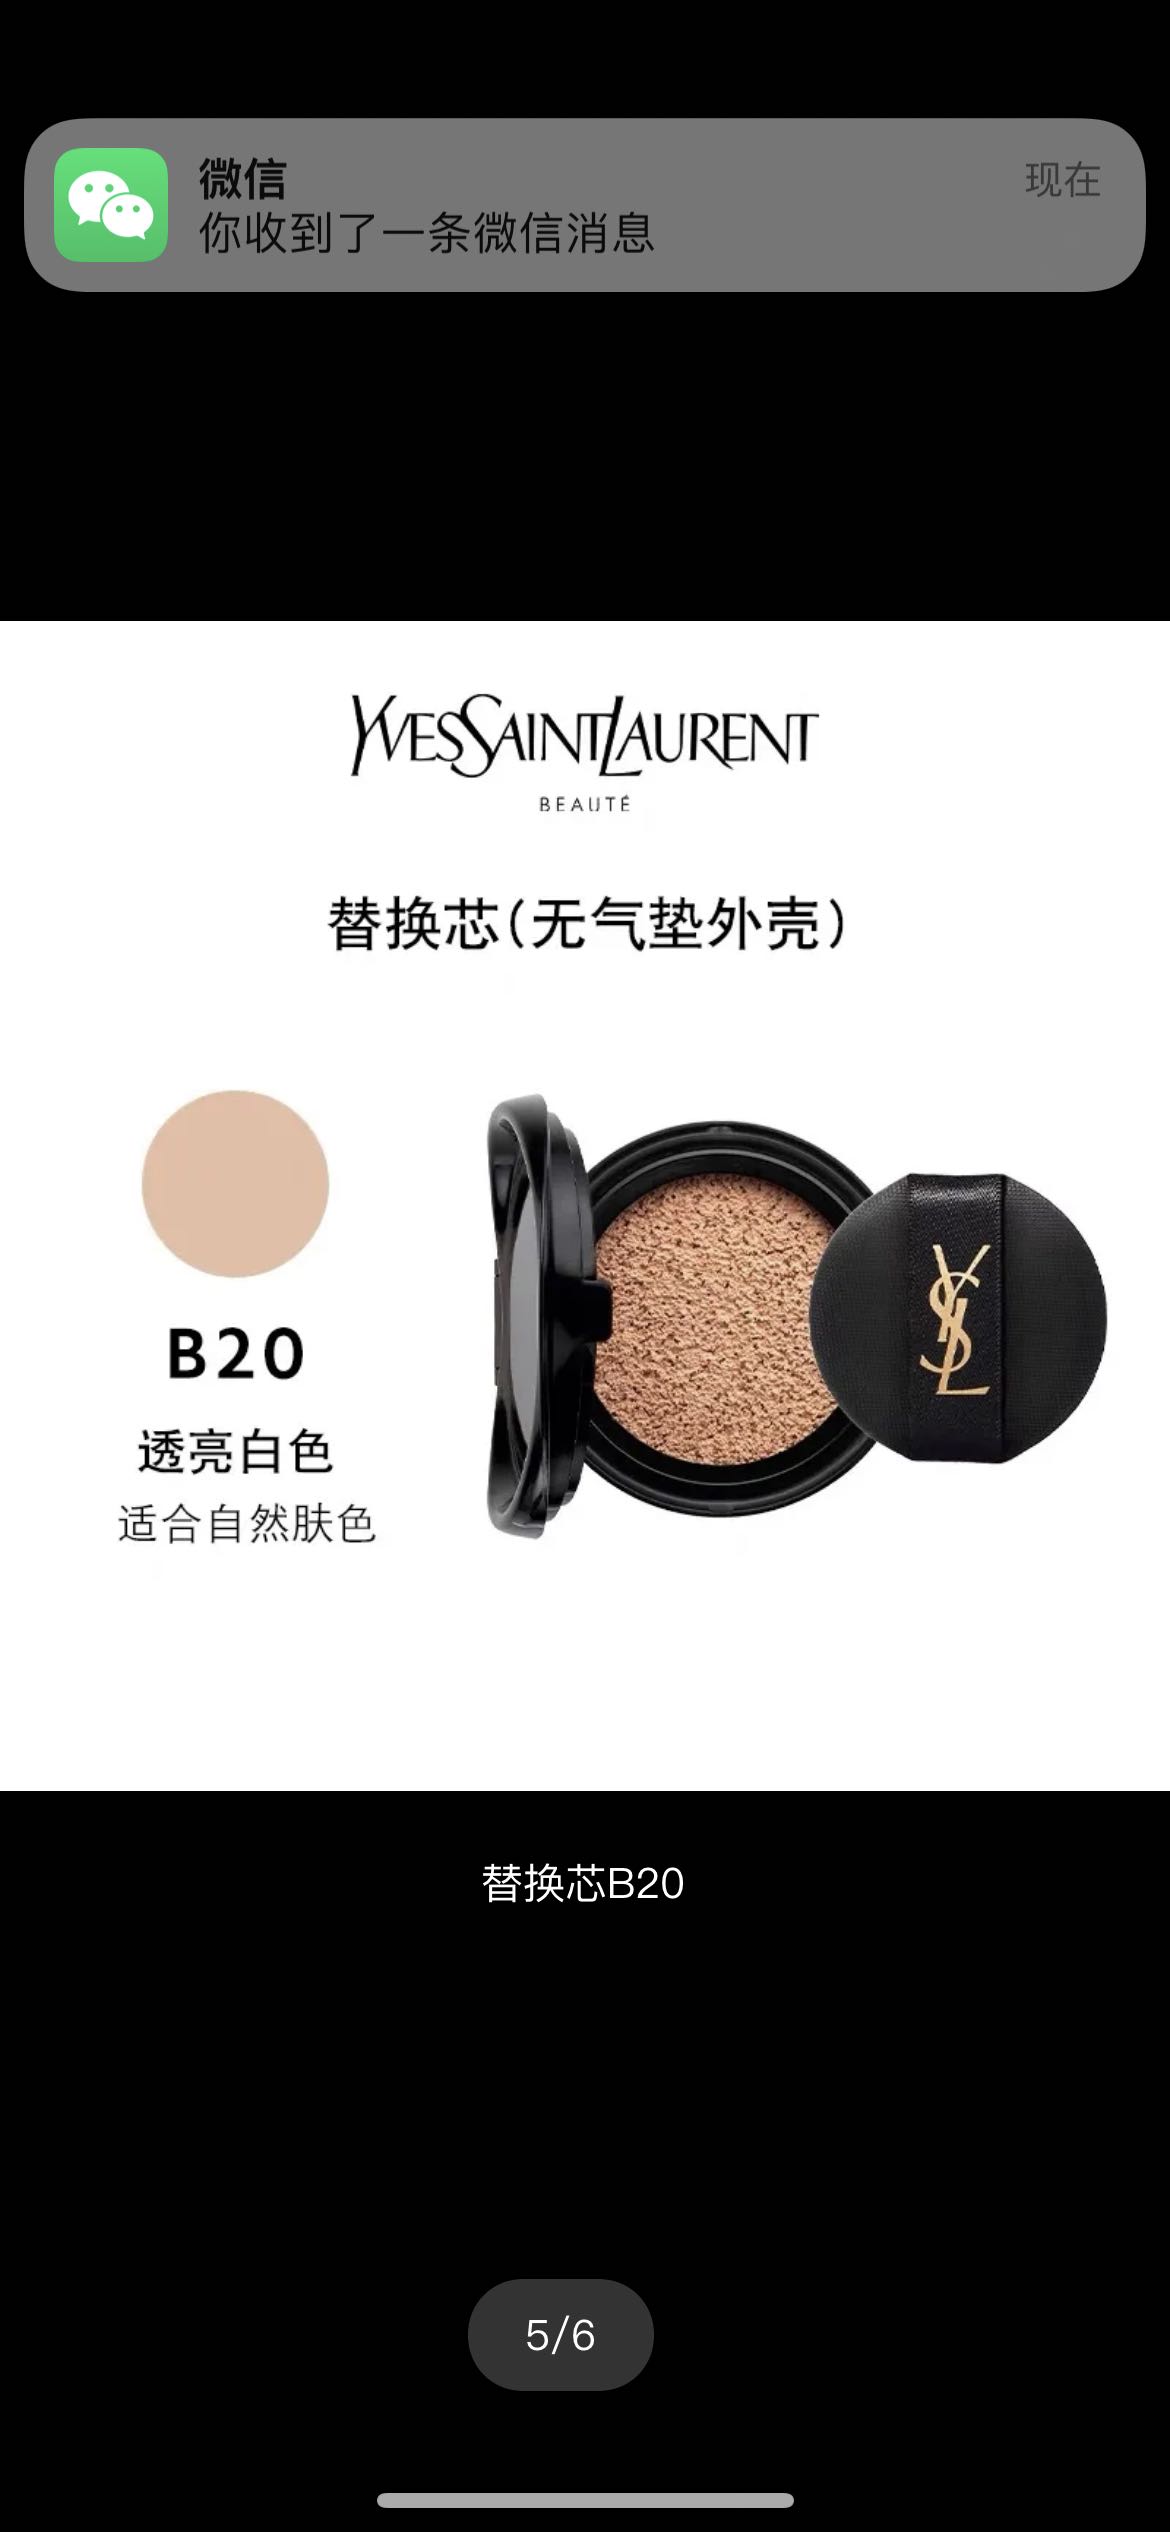 微信
现在
你收到了一条微信消息
YVESSAINTLAURENT
BEAUTÉ
替换芯(无气垫外壳)
B20
透亮白色
适合自然肤色
YSL
替换芯B20
5/6